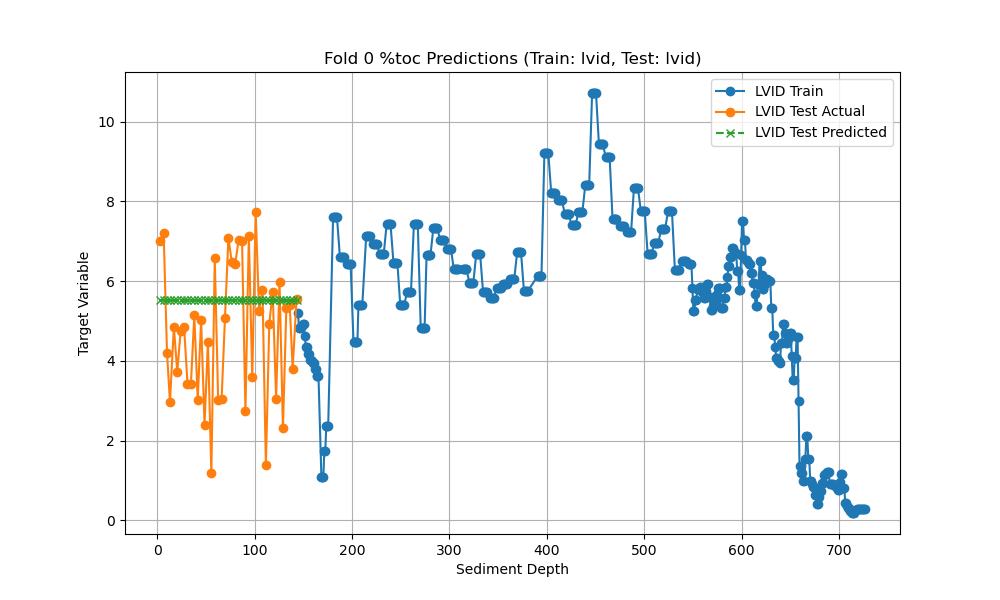 Fold 0 %toc Predictions (Train: lvid, Test: lvid)
LVID Train
LVID Test Actual
LVID Test Predicted
Target Variable
10
8
6
4
2
0
0 100 200 300 400 500 600 700
Sediment Depth